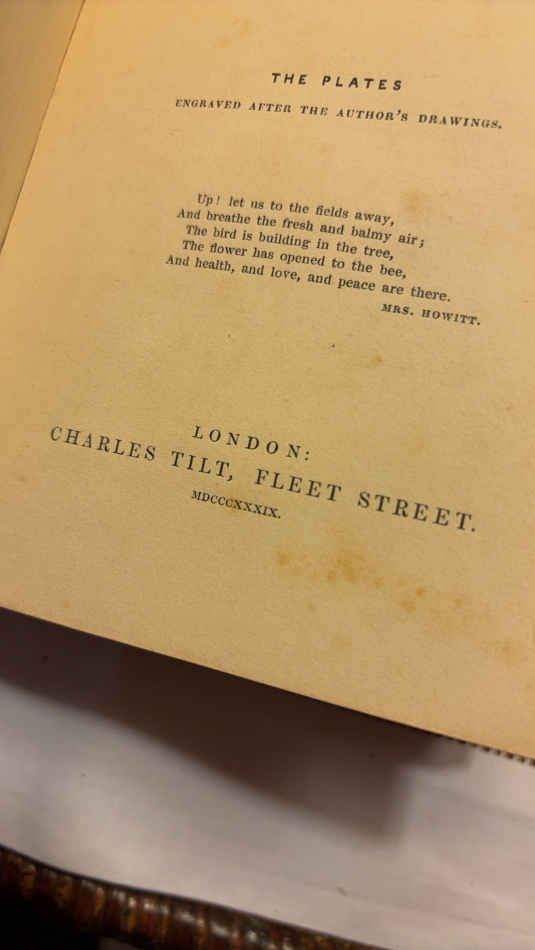 THE PLATES
ENGRAVED AFTER THE AUTHOR'S DRAWINGS.
Up! let us to the fields away,
And breathe the fresh and balmy air;
The bird is building in the tree,
The flower has opened to the bee,
And health, and love, and peace are there.
MRS. HOWITT.
LONDON:
CHARLES TILT, FLEET STREET.
MDCCCXXXIX.